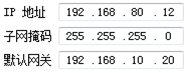 IP 地址 192 .168 . 80 . 12
子网掩码 255 .255 .255 . 0
默认网关 192 .168 . 10 . 20